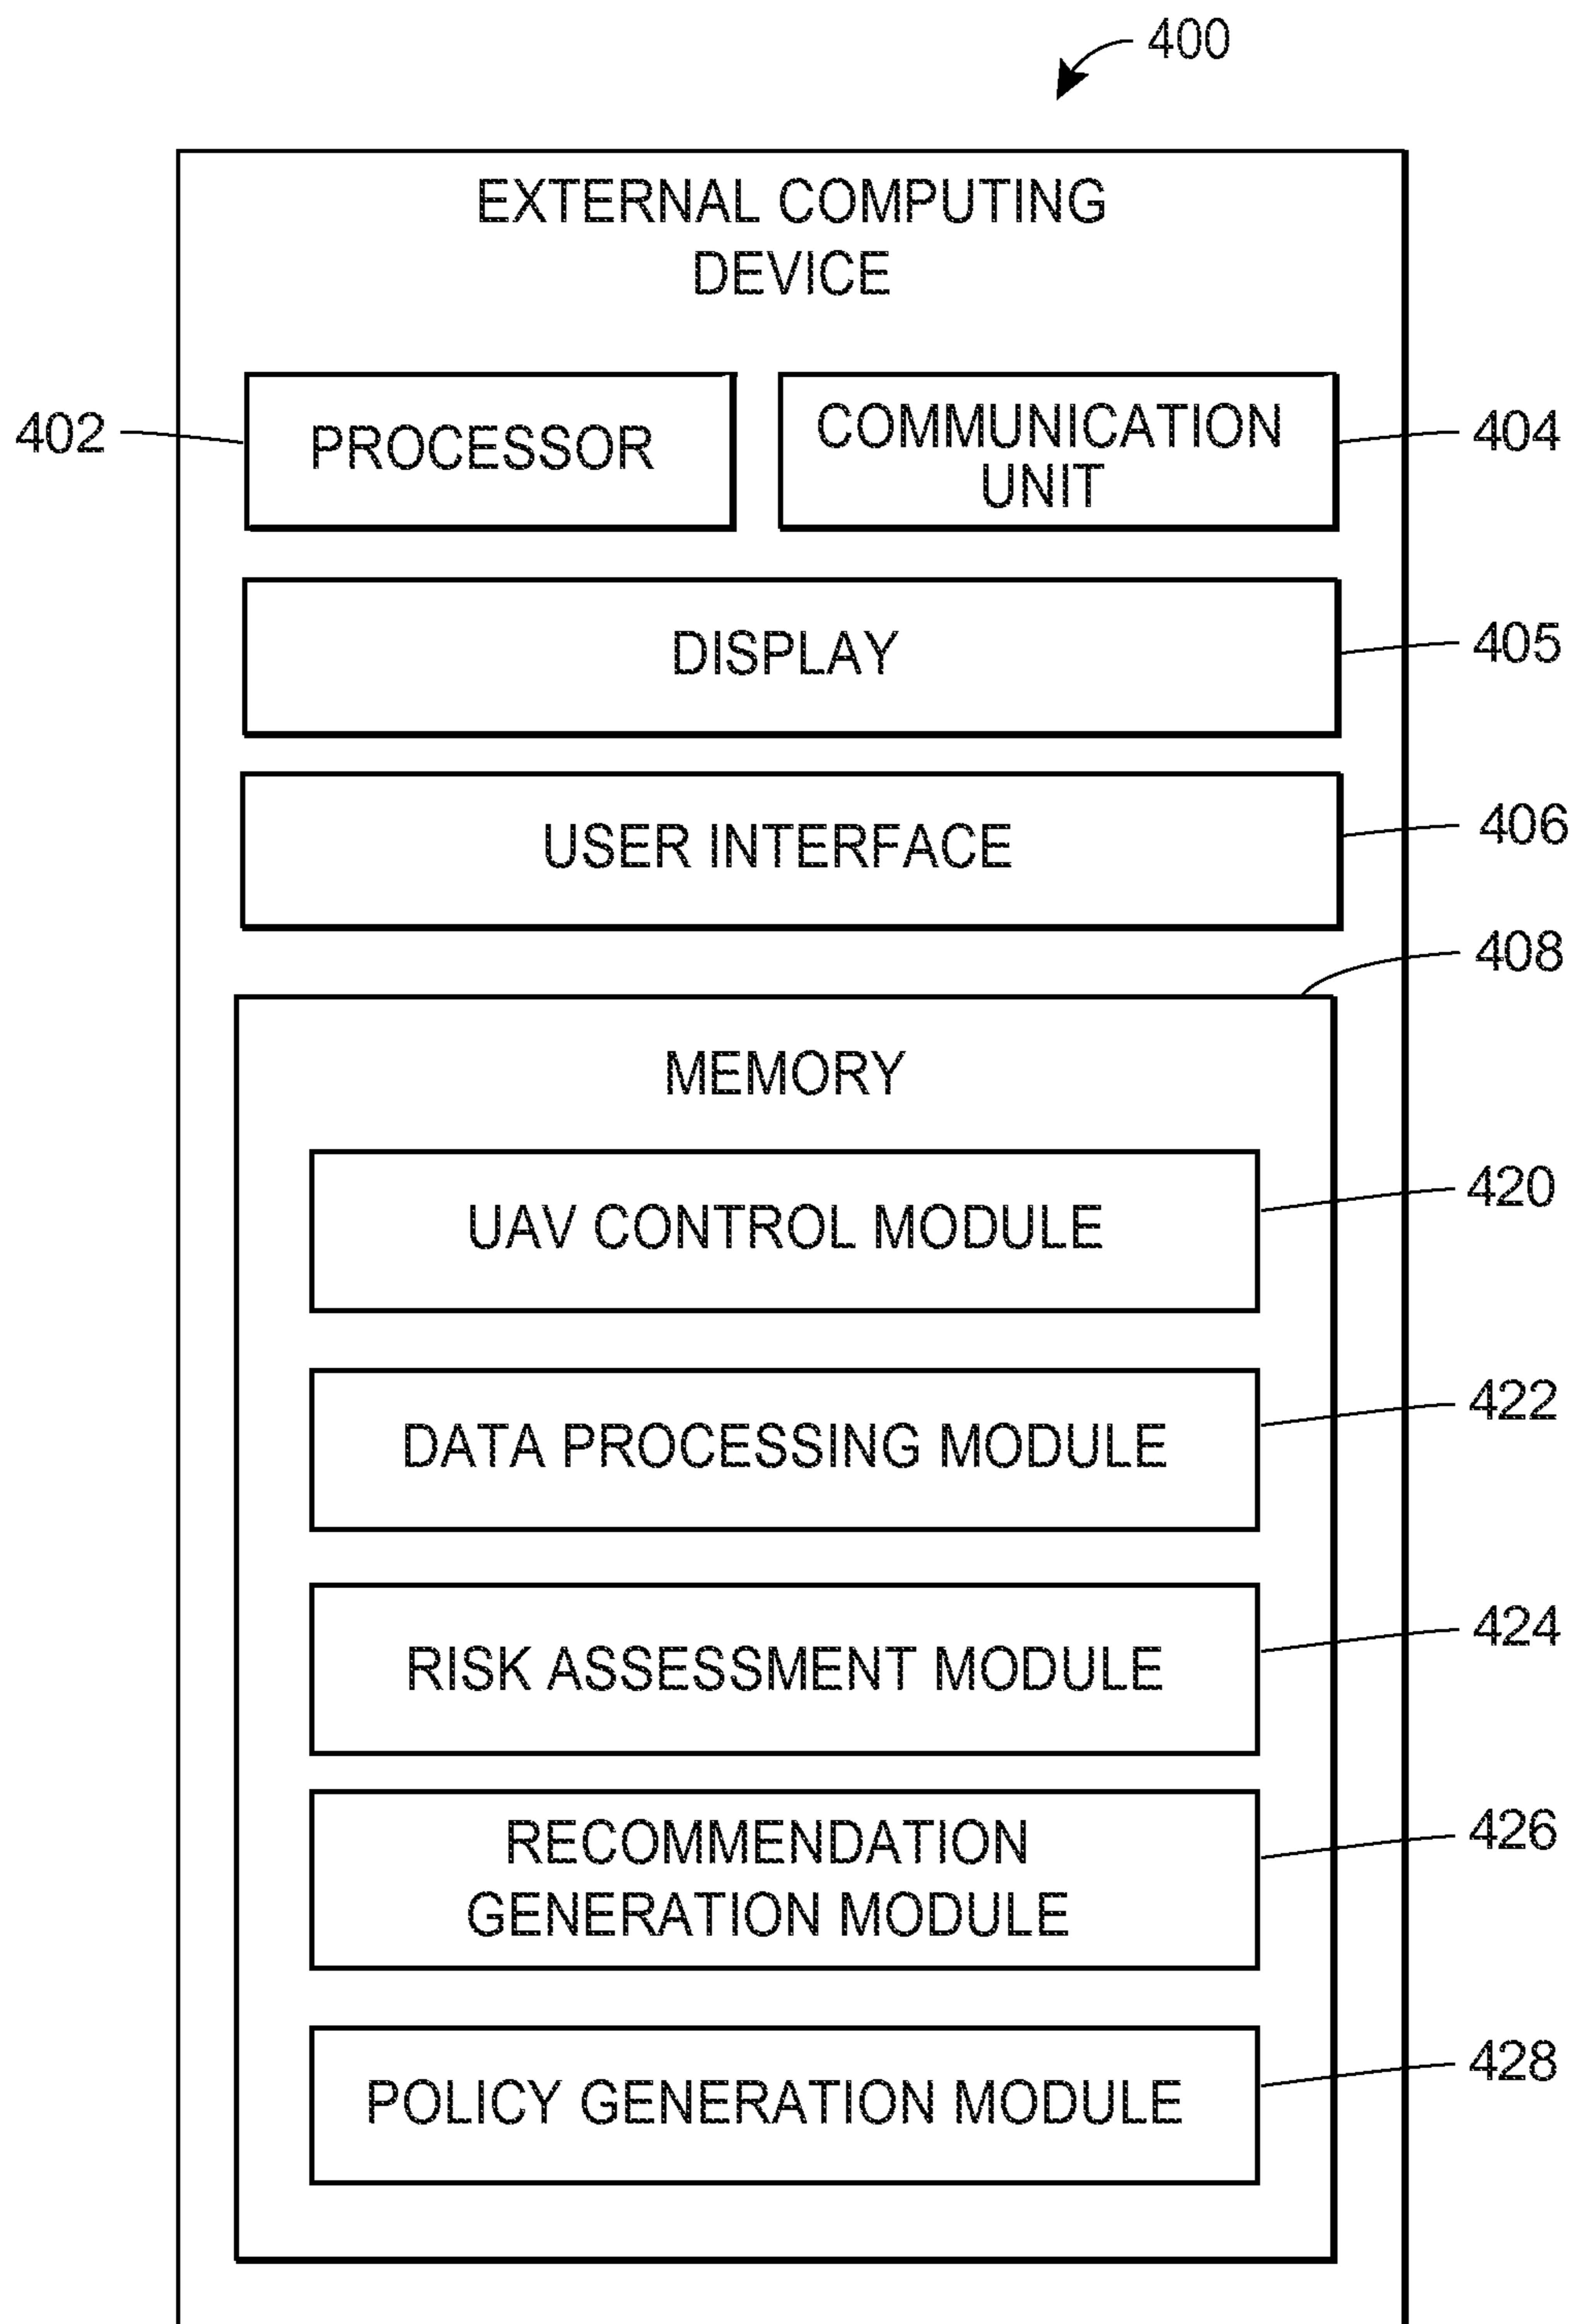 400
EXTERNAL COMPUTING
DEVICE
402
PROCESSOR
COMMUNICATION
UNIT
404
DISPLAY
405
USER INTERFACE
406
408
MEMORY
UAV CONTROL MODULE
420
DATA PROCESSING MODULE
422
RISK ASSESSMENT MODULE
424
RECOMMENDATION
GENERATION MODULE
426
POLICY GENERATION MODULE
428